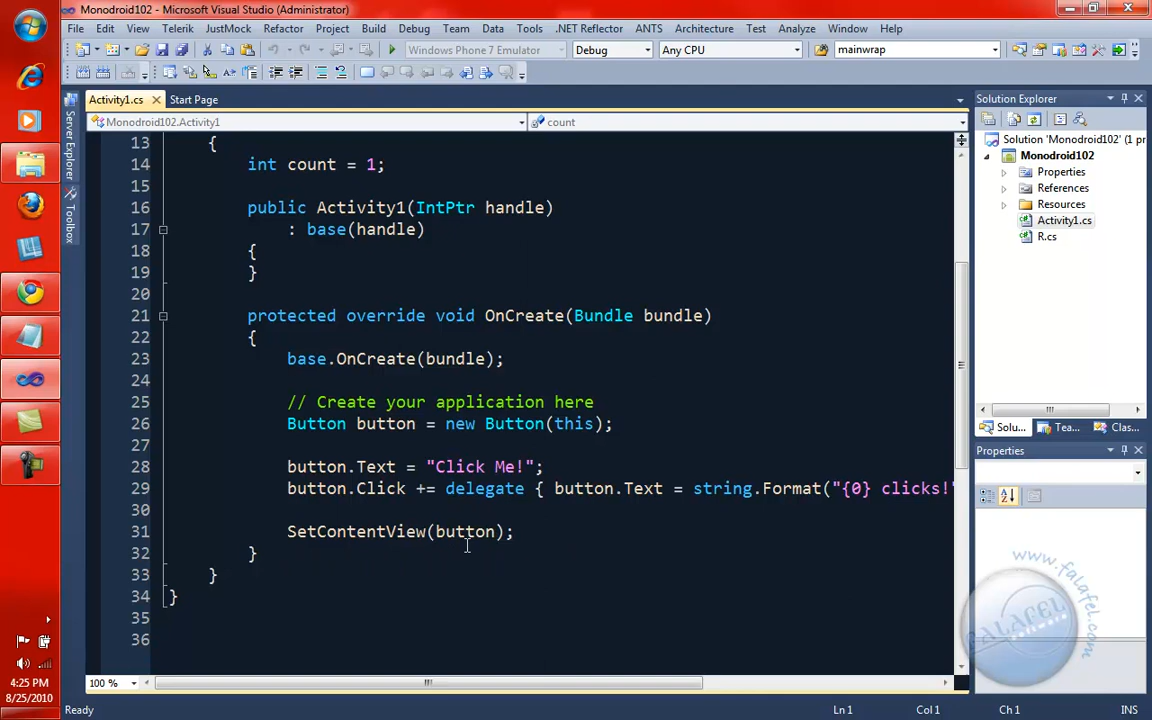 Monodroid102 - Microsoft Visual Studio (Administrator)
File Edit View Telerik JustMock Refactor Project Build Debug Team Data Tools .NET Reflector ANTS Architecture Test Analyze Window Help
Windows Phone 7 Emulator Debug Any CPU mainwrap
Activity1.cs Start Page
Monodroid102.Activity1 count
Server Explorer
Toolbox
13 {
14 int count = 1;
15
16 public Activity1(IntPtr handle)
17 : base(handle)
18 {
19 }
20
21 protected override void OnCreate(Bundle bundle)
22 {
23 base.OnCreate(bundle);
24
25 // Create your application here
26 Button button = new Button(this);
27
28 button.Text = "Click Me!";
29 button.Click += delegate { button.Text = string.Format("{0} clicks!"
30
31 SetContentView(button);
32 }
33 }
34 }
35
36
100 %
Solution Explorer
Solution 'Monodroid102' (1 pr
Monodroid102
Properties
References
Resources
Activity1.cs
R.cs
Solu... Tea... Clas...
Properties
www.falafel.com
FALAFEL
SOFTWARE
4:25 PM
8/25/2010
Ready Ln 1 Col 1 Ch 1 INS